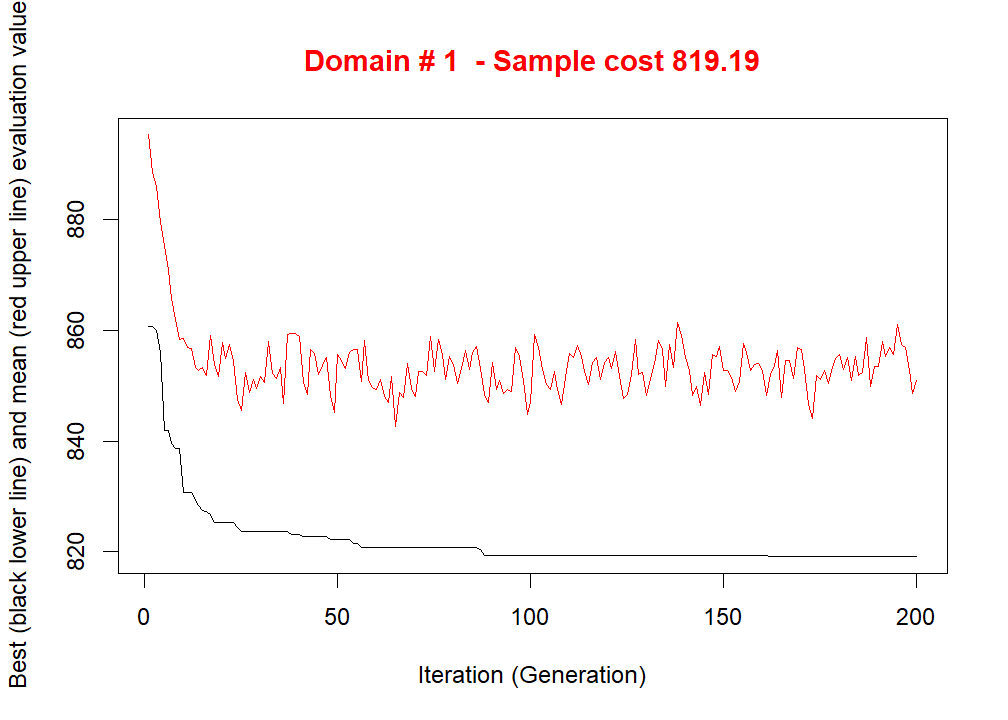 Domain # 1  - Sample cost 819.19
Best (black lower line) and mean (red upper line) evaluation value
880
860
840
820
0 50 100 150 200
Iteration (Generation)